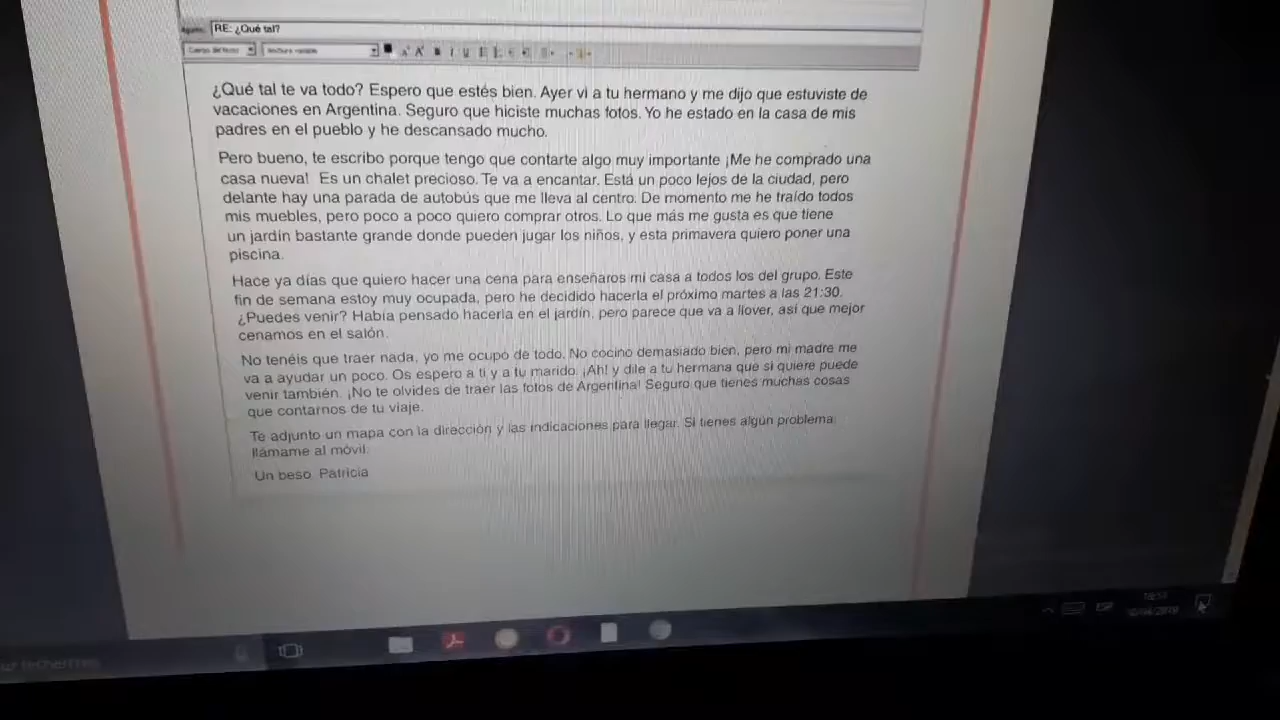 RE: ¿Qué tal?
¿Qué tal te va todo? Espero que estés bien. Ayer vi a tu hermano y me dijo que estuviste de
vacaciones en Argentina. Seguro que hiciste muchas fotos. Yo he estado en la casa de mis
padres en el pueblo y he descansado mucho.
Pero bueno, te escribo porque tengo que contarte algo muy importante ¡Me he comprado una
casa nueva! Es un chalet precioso. Te va a encantar. Está un poco lejos de la ciudad, pero
delante hay una parada de autobús que me lleva al centro. De momento me he traído todos
mis muebles, pero poco a poco quiero comprar otros. Lo que más me gusta es que tiene
un jardín bastante grande donde pueden jugar los niños, y esta primavera quiero poner una
piscina.
Hace ya días que quiero hacer una cena para enseñaros mi casa a todos los del grupo. Este
fin de semana estoy muy ocupada, pero he decidido hacerla el próximo martes a las 21:30.
¿Puedes venir? Había pensado hacerla en el jardín, pero parece que va a llover, así que mejor
cenamos en el salón.
No tenéis que traer nada, yo me ocupo de todo. No cocino demasiado bien, pero mi madre me
va a ayudar un poco. Os espero a ti y a tu marido. ¡Ah! y dile a tu hermana que si quiere puede
venir también. ¡No te olvides de traer las fotos de Argentina! Seguro que tienes muchas cosas
que contarnos de tu viaje.
Te adjunto un mapa con la dirección y las indicaciones para llegar. Si tienes algún problema,
llámame al móvil.
Un beso. Patricia